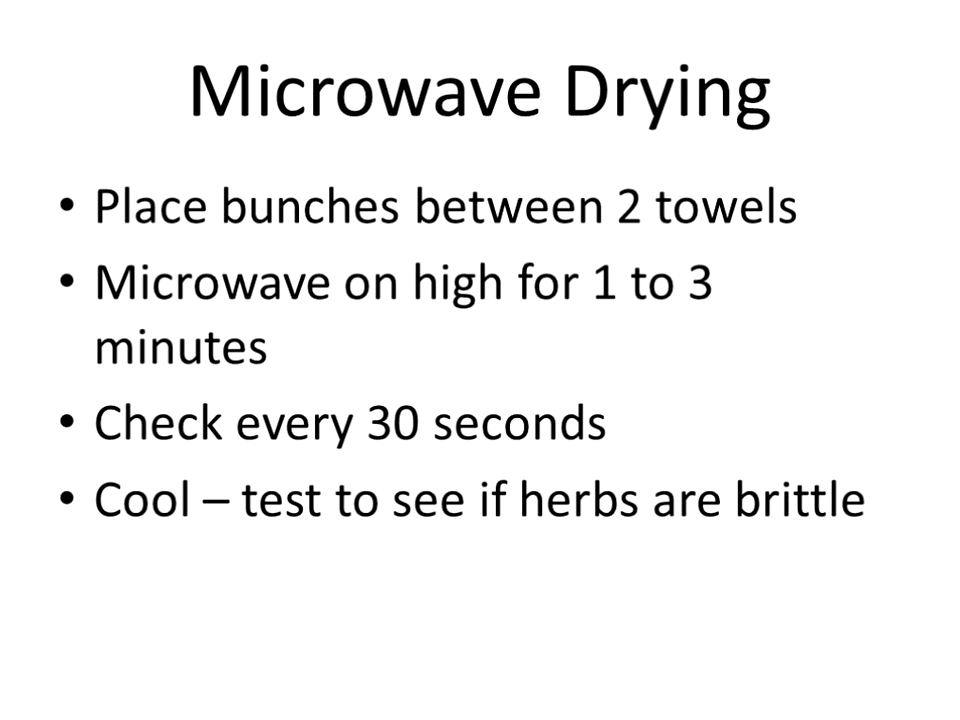 Microwave Drying
• Place bunches between 2 towels
• Microwave on high for 1 to 3
minutes
• Check every 30 seconds
• Cool – test to see if herbs are brittle